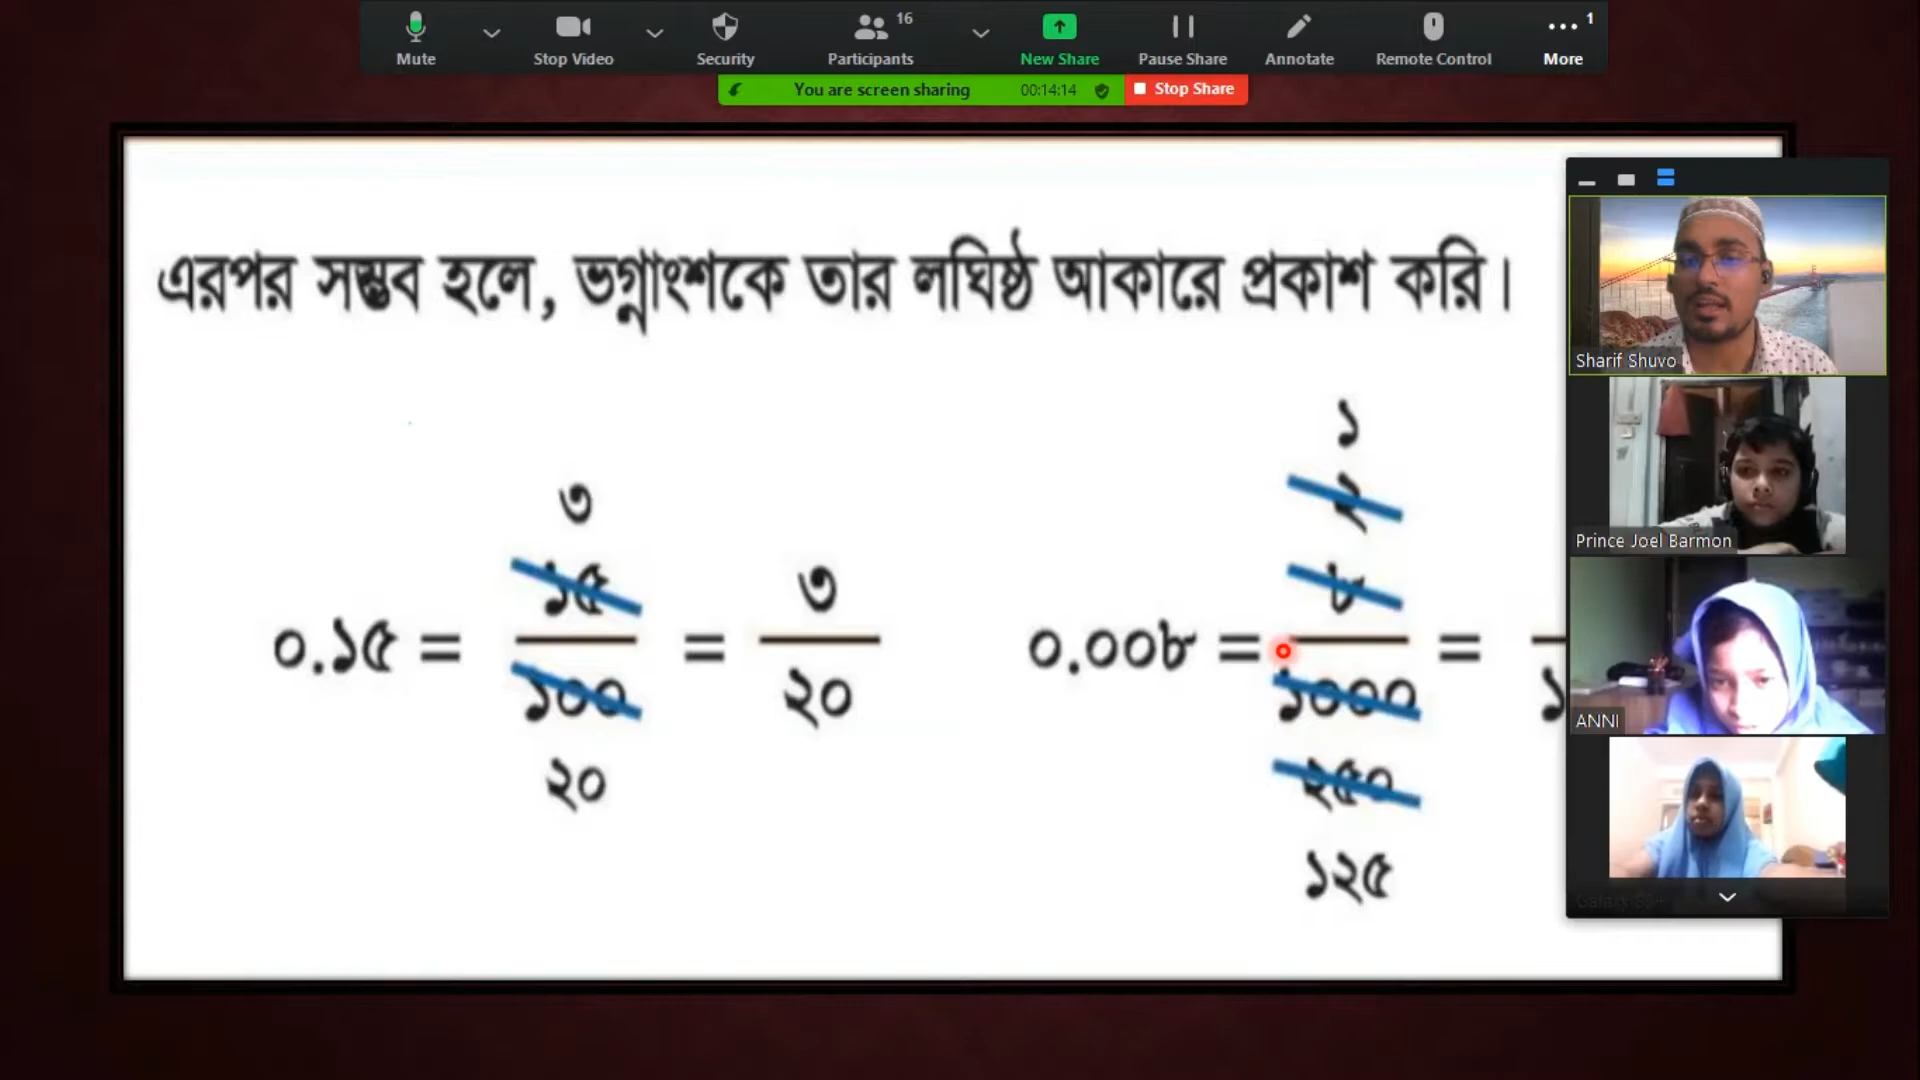 Mute
Stop Video
Security
Participants 16
New Share
Pause Share
Annotate
Remote Control
More 1
You are screen sharing 00:14:14 Stop Share
এরপর সম্ভব হলে, ভগ্নাংশকে তার লঘিষ্ঠ আকারে প্রকাশ করি।
৩
১৫
০.১৫ = = ৩
১০০ ২০
২০
১
২
৮
০.০০৮ = =
১০০০ ১
২৫০
১২৫
Sharif Shuvo
Prince Joel Barmon
ANNI